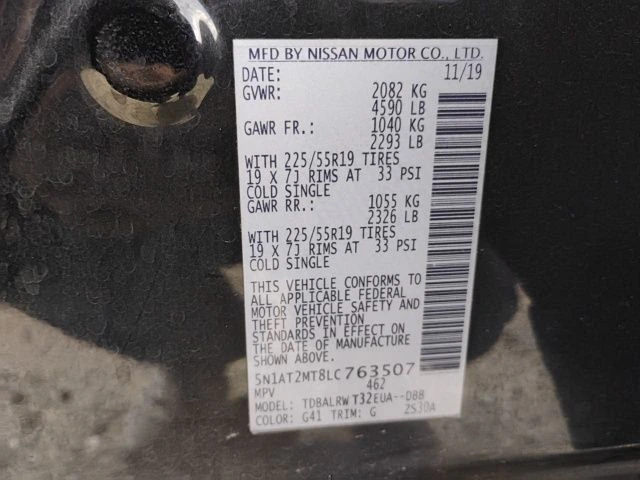 MFD BY NISSAN MOTOR CO., LTD.
DATE: 11/19
GVWR: 2082 KG
4590 LB
GAWR FR.: 1040 KG
2293 LB
WITH 225/55R19 TIRES
19 X 7J RIMS AT 33 PSI
COLD SINGLE
GAWR RR.: 1055 KG
2326 LB
WITH 225/55R19 TIRES
19 X 7J RIMS AT 33 PSI
COLD SINGLE
THIS VEHICLE CONFORMS TO
ALL APPLICABLE FEDERAL
MOTOR VEHICLE SAFETY AND
THEFT PREVENTION
STANDARDS IN EFFECT ON
THE DATE OF MANUFACTURE
SHOWN ABOVE.
5N1AT2MT8LC763507
MPV 462
MODEL: TDBALRW T32EUA--DBB
COLOR: G41 TRIM: G ZS30A